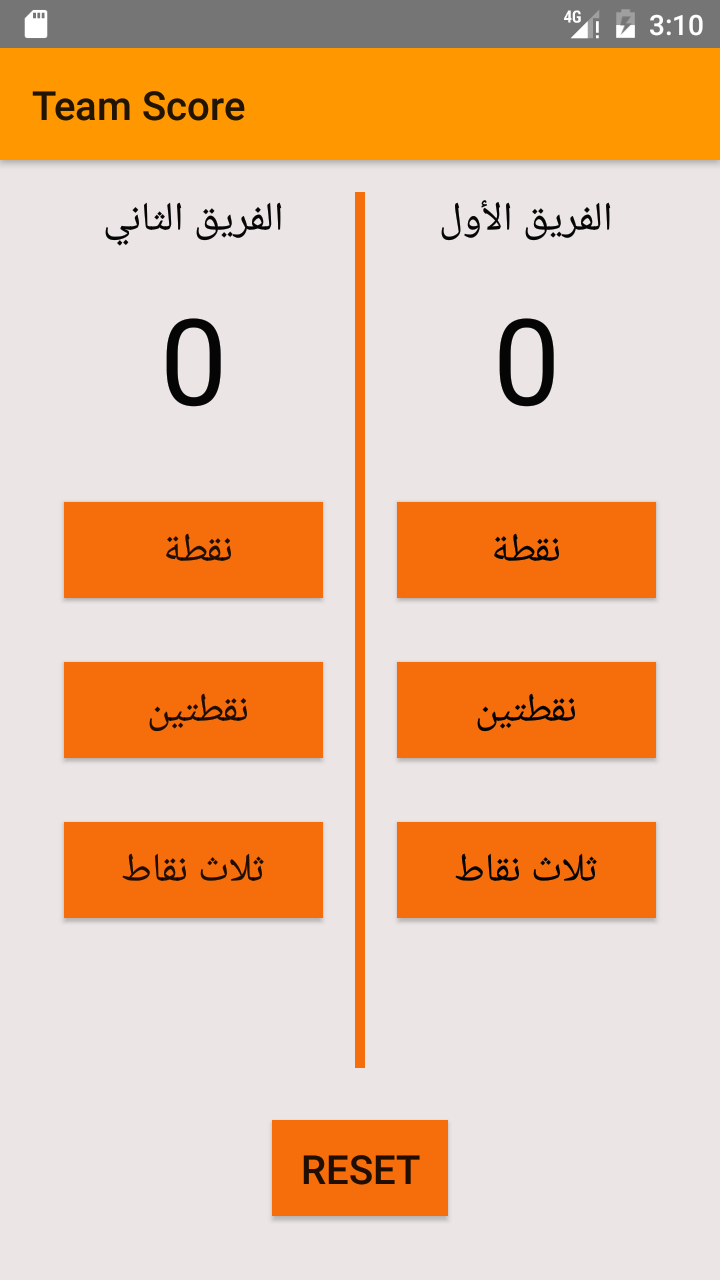 4G 3:10
Team Score
الفريق الأول
الفريق الثاني
0
0
نقطة
نقطة
نقطتين
نقطتين
ثلاث نقاط
ثلاث نقاط
RESET